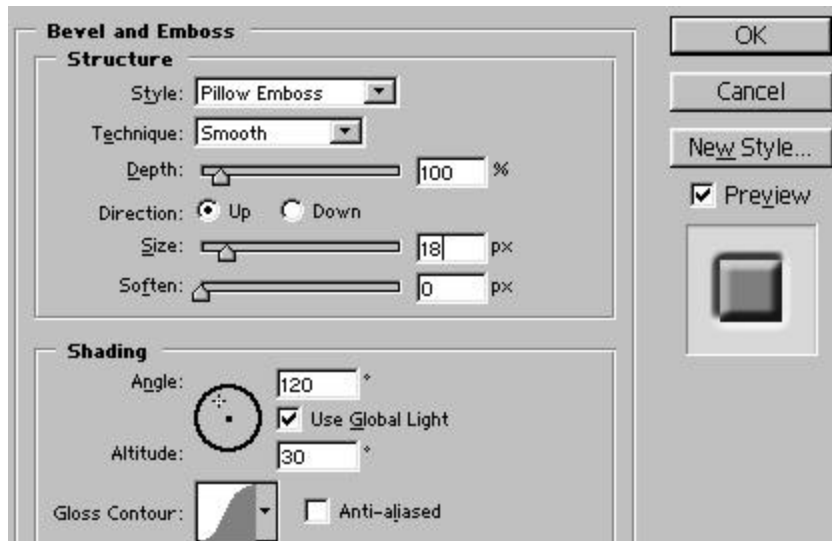 Bevel and Emboss
Structure
Style: Pillow Emboss
Technique: Smooth
Depth: 100 %
Direction: Up Down
Size: 18 px
Soften: 0 px
Shading
Angle: 120 °
Use Global Light
Altitude: 30 °
Gloss Contour: Anti-aliased
OK
Cancel
New Style...
Preview